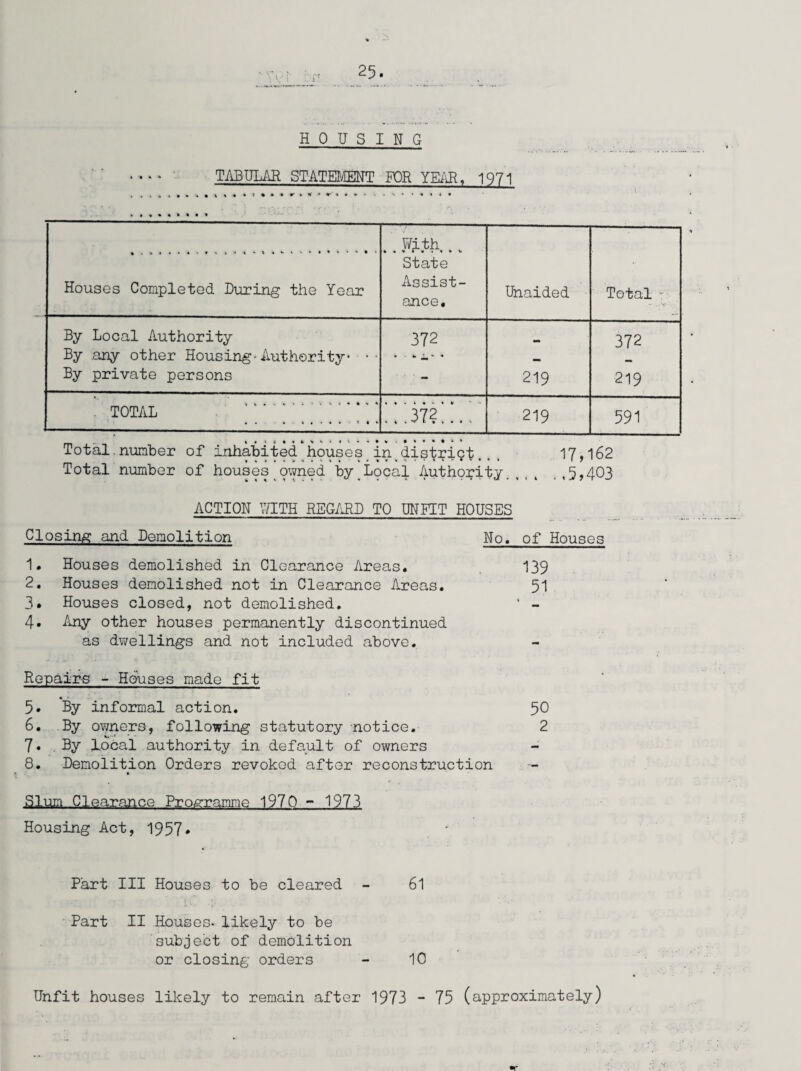 25.
HOUSING
TABULAR STATEMENT FOR YEAR, 1971
Houses Completed During the Year
With
State
Assist-
ance.
Unaided
Total
By Local Authority 372 - 372
By any other Housing Authority - - -
By private persons - 219 219
TOTAL 372 219 591
Total number of inhabited houses in district... 17,162
Total number of houses owned by Local Authority.... ..5,403
ACTION WITH REGARD TO UNFIT HOUSES
Closing and Demolition No. of Houses
1. Houses demolished in Clearance Areas. 139
2. Houses demolished not in Clearance Areas. 51
3. Houses closed, not demolished. -
4. Any other houses permanently discontinued
as dwellings and not included above. -
Repairs - Houses made fit
5. By informal action. 50
6. By owners, following statutory notice. 2
7. By local authority in default of owners -
8. Demolition Orders revoked after reconstruction -
Slum Clearance Programme 1970 - 1973
Housing Act, 1957.
Part III Houses to be cleared - 61
Part II Houses likely to be
subject of demolition
or closing orders - 10
Unfit houses likely to remain after 1973 - 75 (approximately)